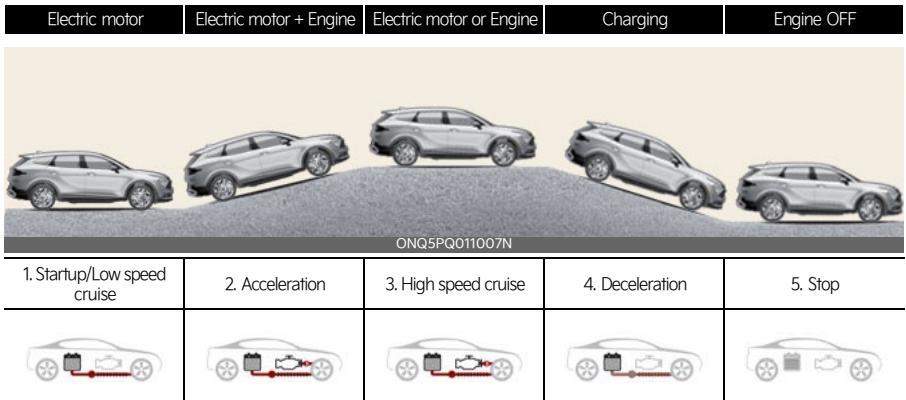 Electric motor
Electric motor + Engine
Electric motor or Engine
Charging
Engine OFF
ONQ5PQ011007N
1. Startup/Low speed
cruise
2. Acceleration
3. High speed cruise
4. Deceleration
5. Stop